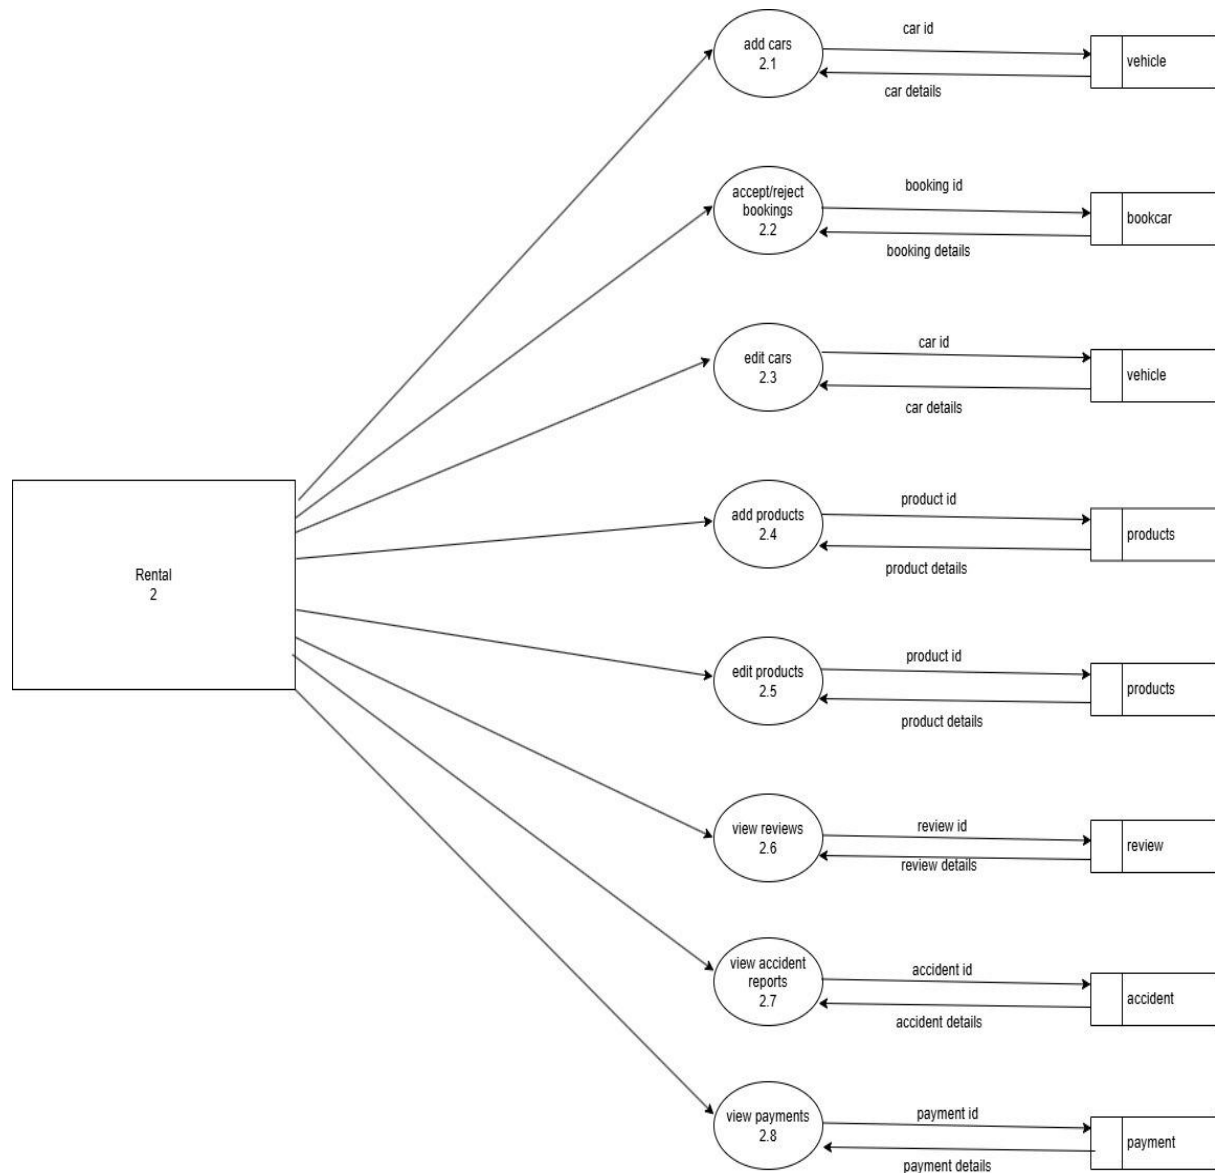 add cars
2.1
car id
car details
vehicle
accept/reject
bookings
2.2
booking id
booking details
bookcar
edit cars
2.3
car id
car details
vehicle
Rental
2
add products
2.4
product id
product details
products
edit products
2.5
product id
product details
products
view reviews
2.6
review id
review details
review
view accident
reports
2.7
accident id
accident details
accident
view payments
2.8
payment id
payment details
payment